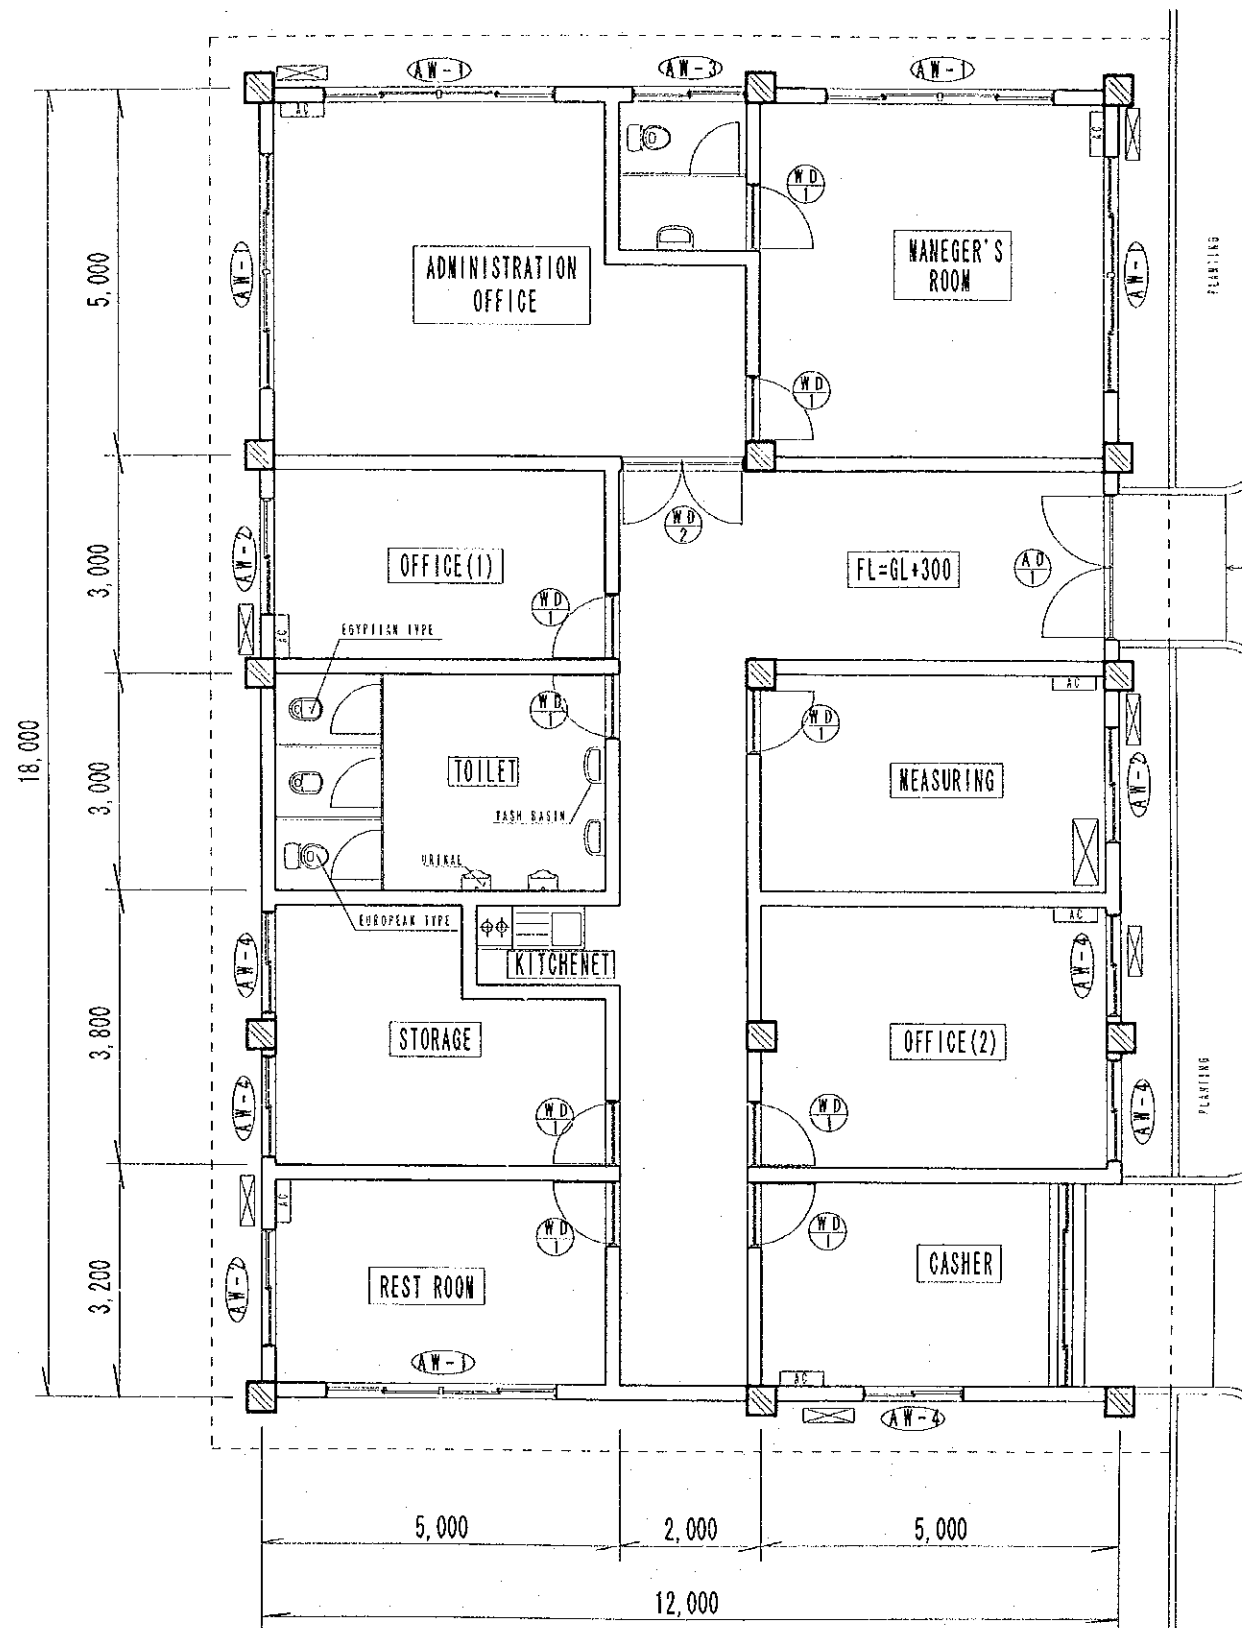 AW-1
AW-3
AW-1
AC
AC
WD
1
ADMINISTRATION
OFFICE
MANEGER'S
ROOM
AW-1
AW-1
PLANTING
5,000
WD
1
WD
2
AW-2
OFFICE(1)
FL=GL+300
AD
1
3,000
WD
1
AC
EGYPTIAN TYPE
AC
WD
1
WD
1
18,000
TOILET
MEASURING
AW-2
3,000
WASH BASIN
URINAL
EUROPEAN TYPE
AC
AW-4
KITCHENET
AW-4
3,800
STORAGE
OFFICE(2)
AW-4
AW-4
PLANTING
WD
1
WD
1
AC
WD
1
WD
1
AW-2
REST ROOM
CASHER
3,200
AW-1
AC
AW-4
5,000
2,000
5,000
12,000